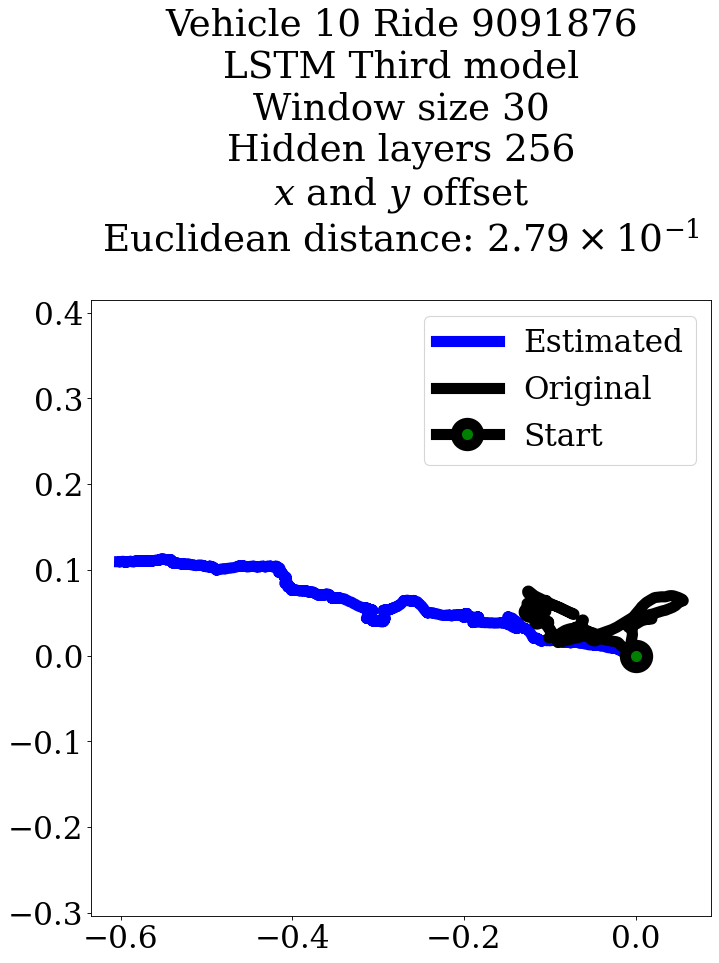 Vehicle 10 Ride 9091876
LSTM Third model
Window size 30
Hidden layers 256
x and y offset
Euclidean distance: 2.79 × 10⁻¹
Estimated
Original
Start
0.4
0.3
0.2
0.1
0.0
−0.1
−0.2
−0.3
−0.6 −0.4 −0.2 0.0